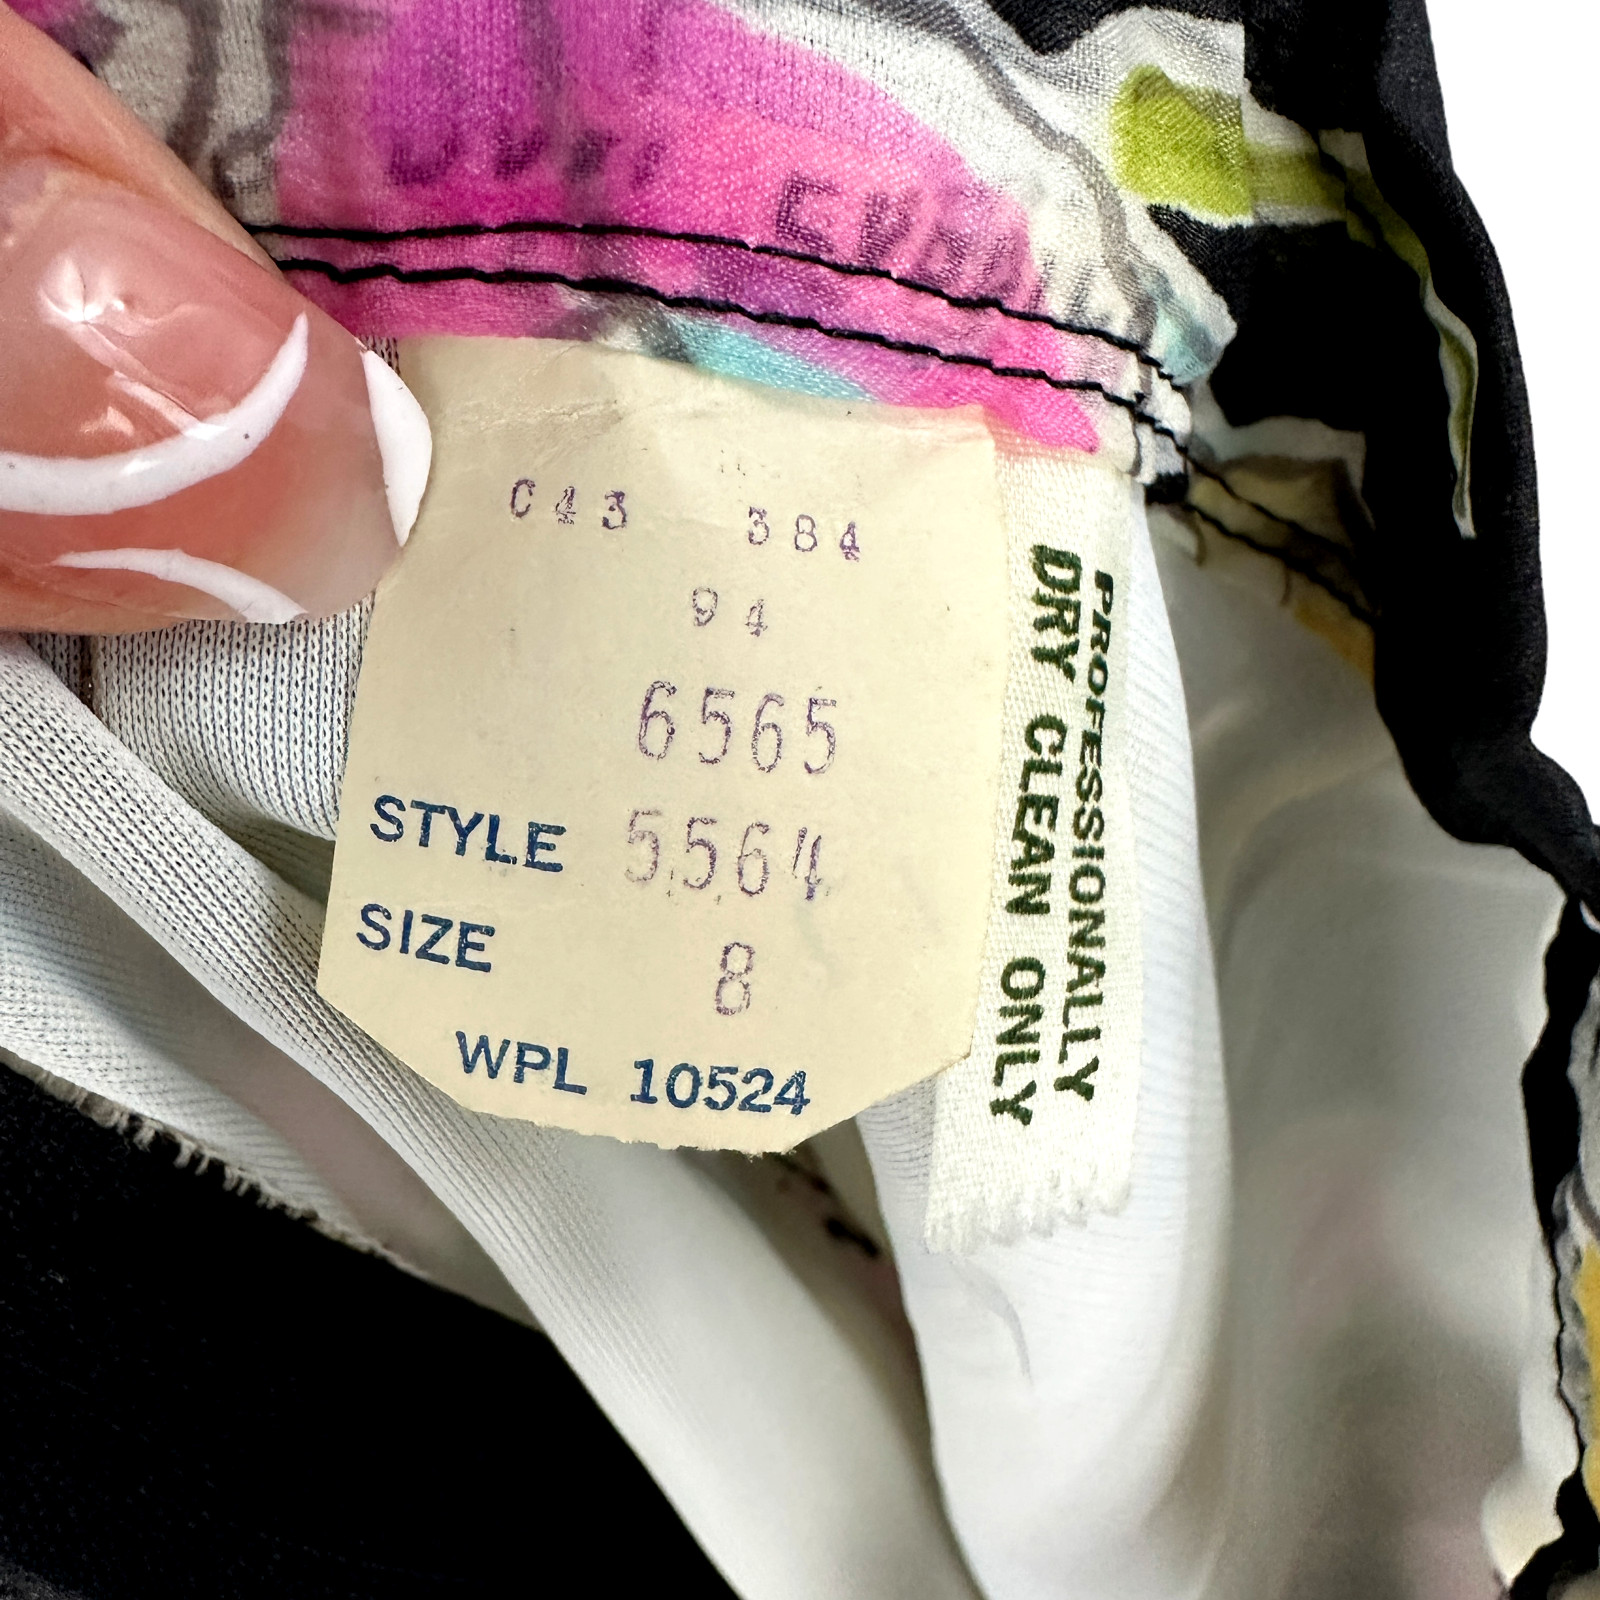 C43 384
94
6565
STYLE 5564
SIZE 8
WPL 10524
PROFESSIONALLY
DRY CLEAN ONLY